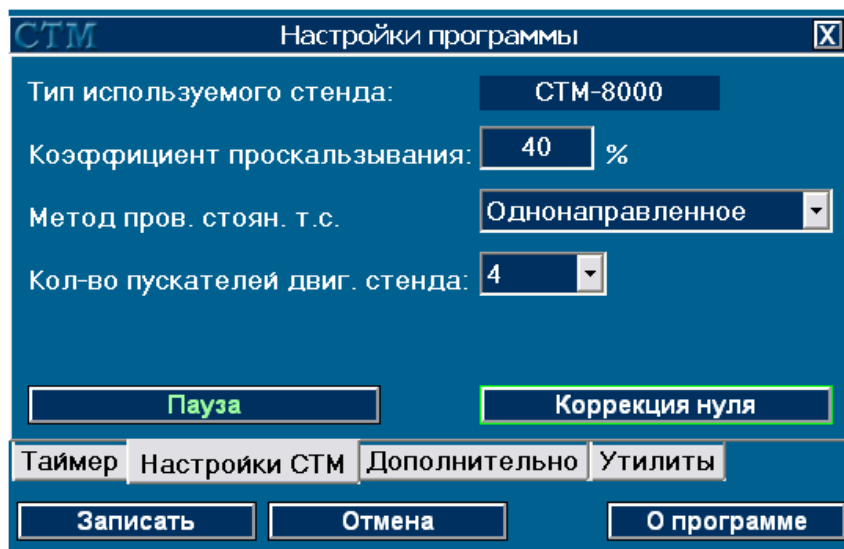 СТМ Настройки программы X
Тип используемого стенда: СТМ-8000
Коэффициент проскальзывания: 40 %
Метод пров. стоян. т.с. Однонаправленное
Кол-во пускателей двиг. стенда: 4
Пауза Коррекция нуля
Таймер Настройки СТМ Дополнительно Утилиты
Записать Отмена О программе